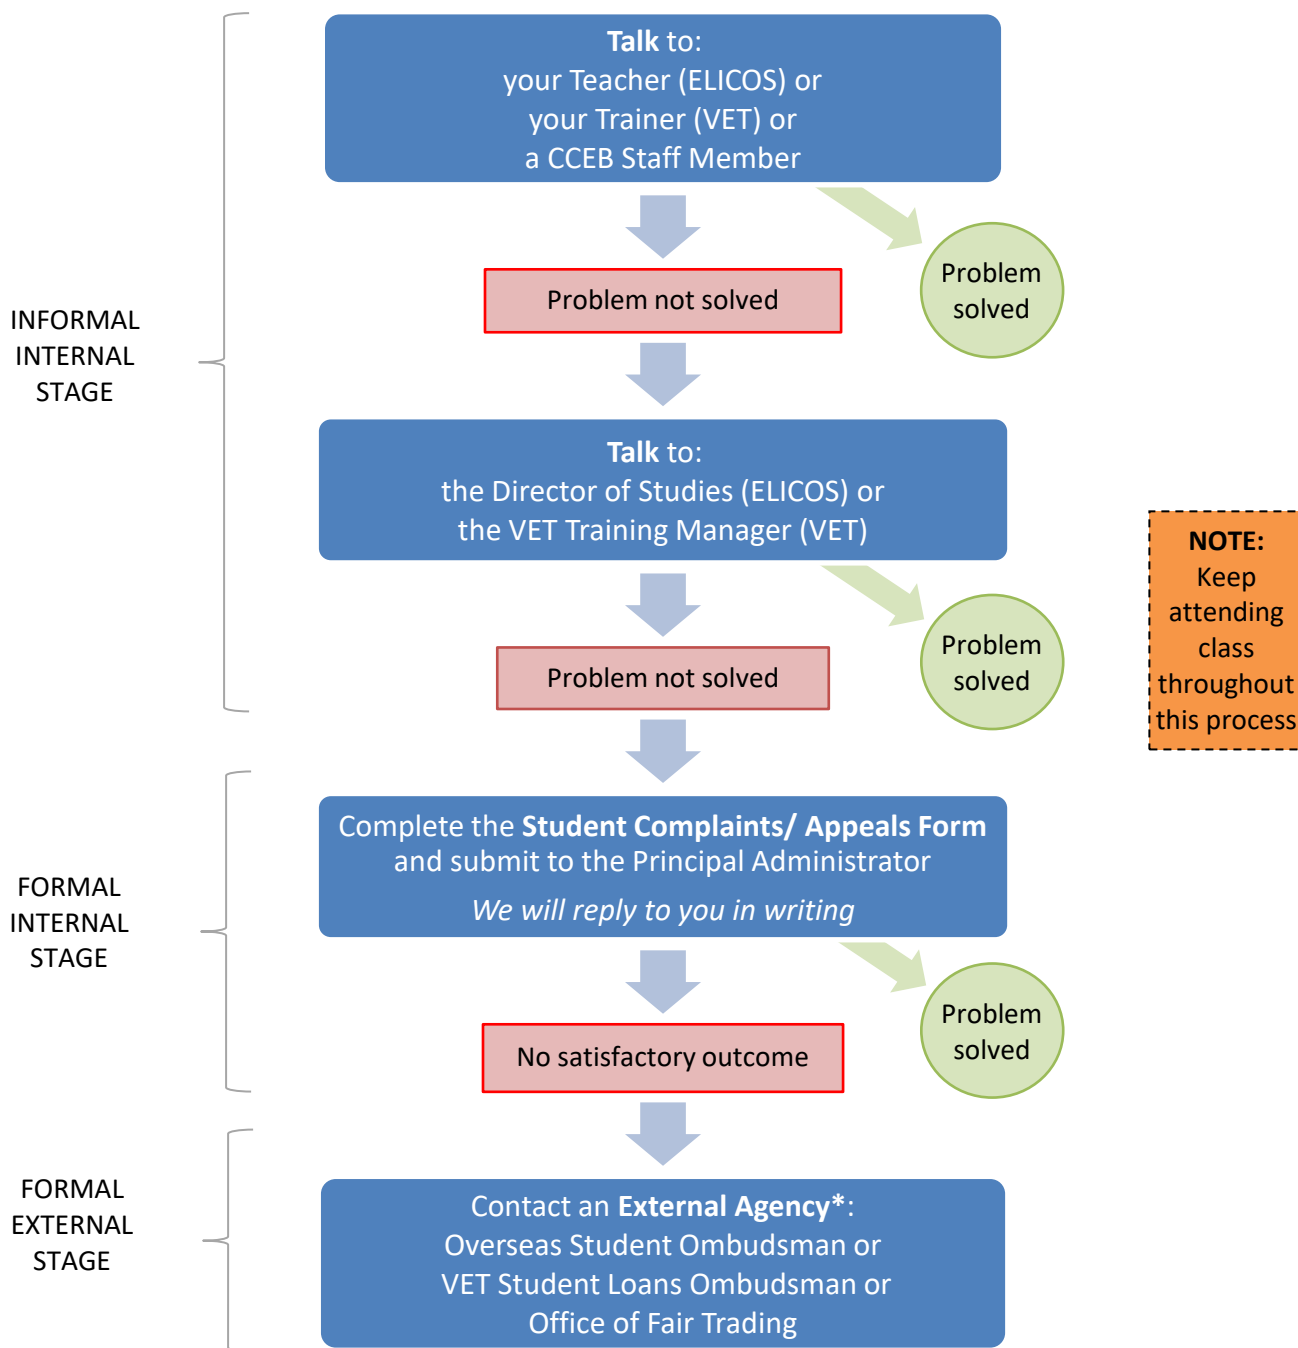 Talk to:
your Teacher (ELICOS) or
your Trainer (VET) or
a CCEB Staff Member
Problem
solved
Problem not solved
INFORMAL
INTERNAL
STAGE
Talk to:
the Director of Studies (ELICOS) or
the VET Training Manager (VET)
NOTE:
Keep
attending
class
throughout
this process
Problem
solved
Problem not solved
Complete the Student Complaints/ Appeals Form
and submit to the Principal Administrator
We will reply to you in writing
FORMAL
INTERNAL
STAGE
Problem
solved
No satisfactory outcome
FORMAL
EXTERNAL
STAGE
Contact an External Agency*:
Overseas Student Ombudsman or
VET Student Loans Ombudsman or
Office of Fair Trading